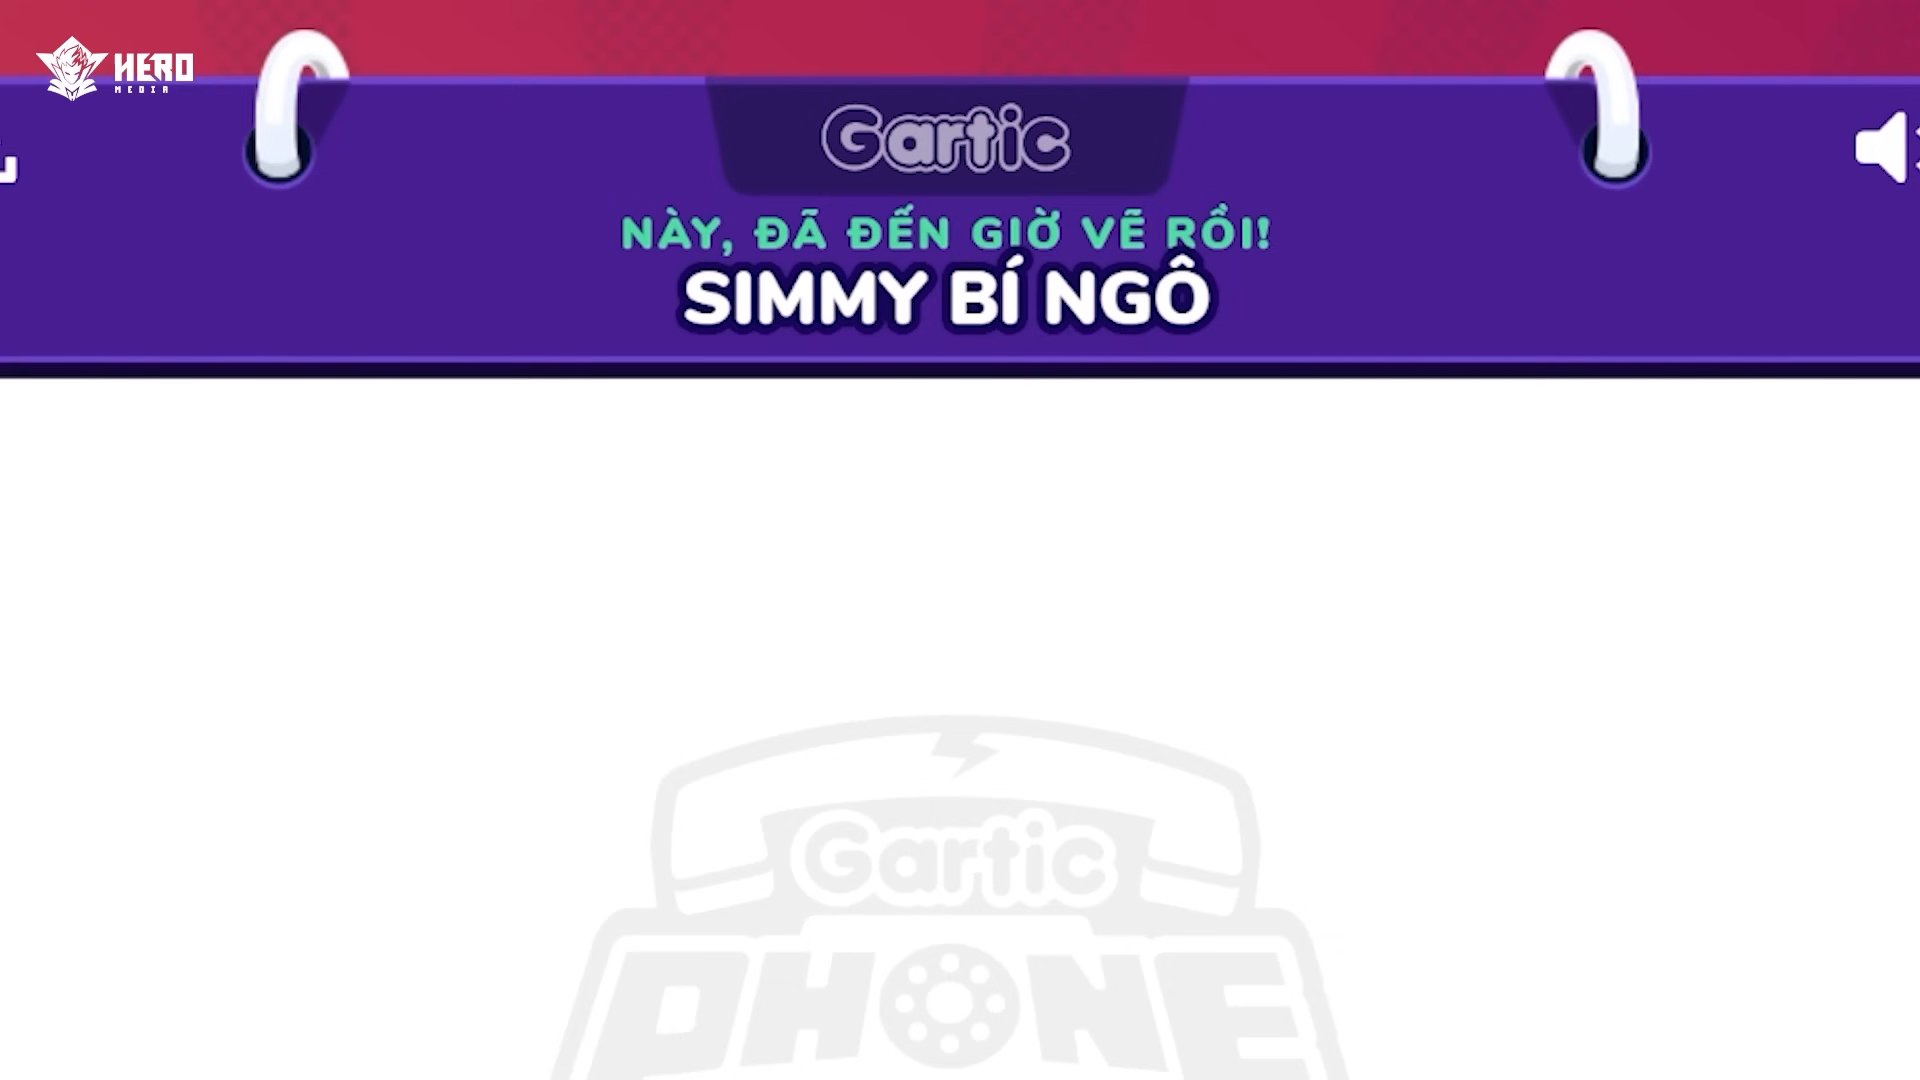 HERO
MEDIA
Gartic
NÀY, ĐÃ ĐẾN GIỜ VẼ RỒI!
SIMMY BÍ NGÔ
Gartic
PHONE